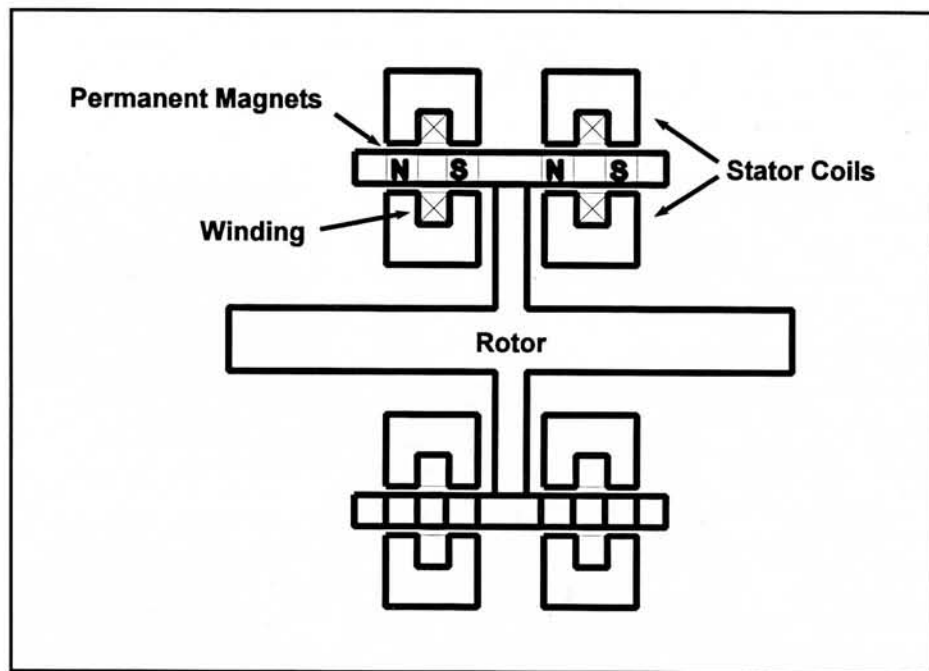 Permanent Magnets
N S N S
Stator Coils
Winding
Rotor